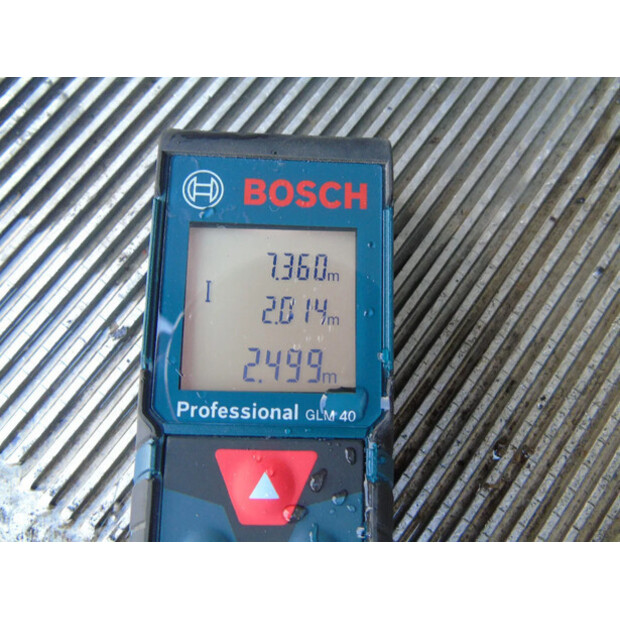 BOSCH
7.360m
2.014m
2.499m
Professional GLM 40